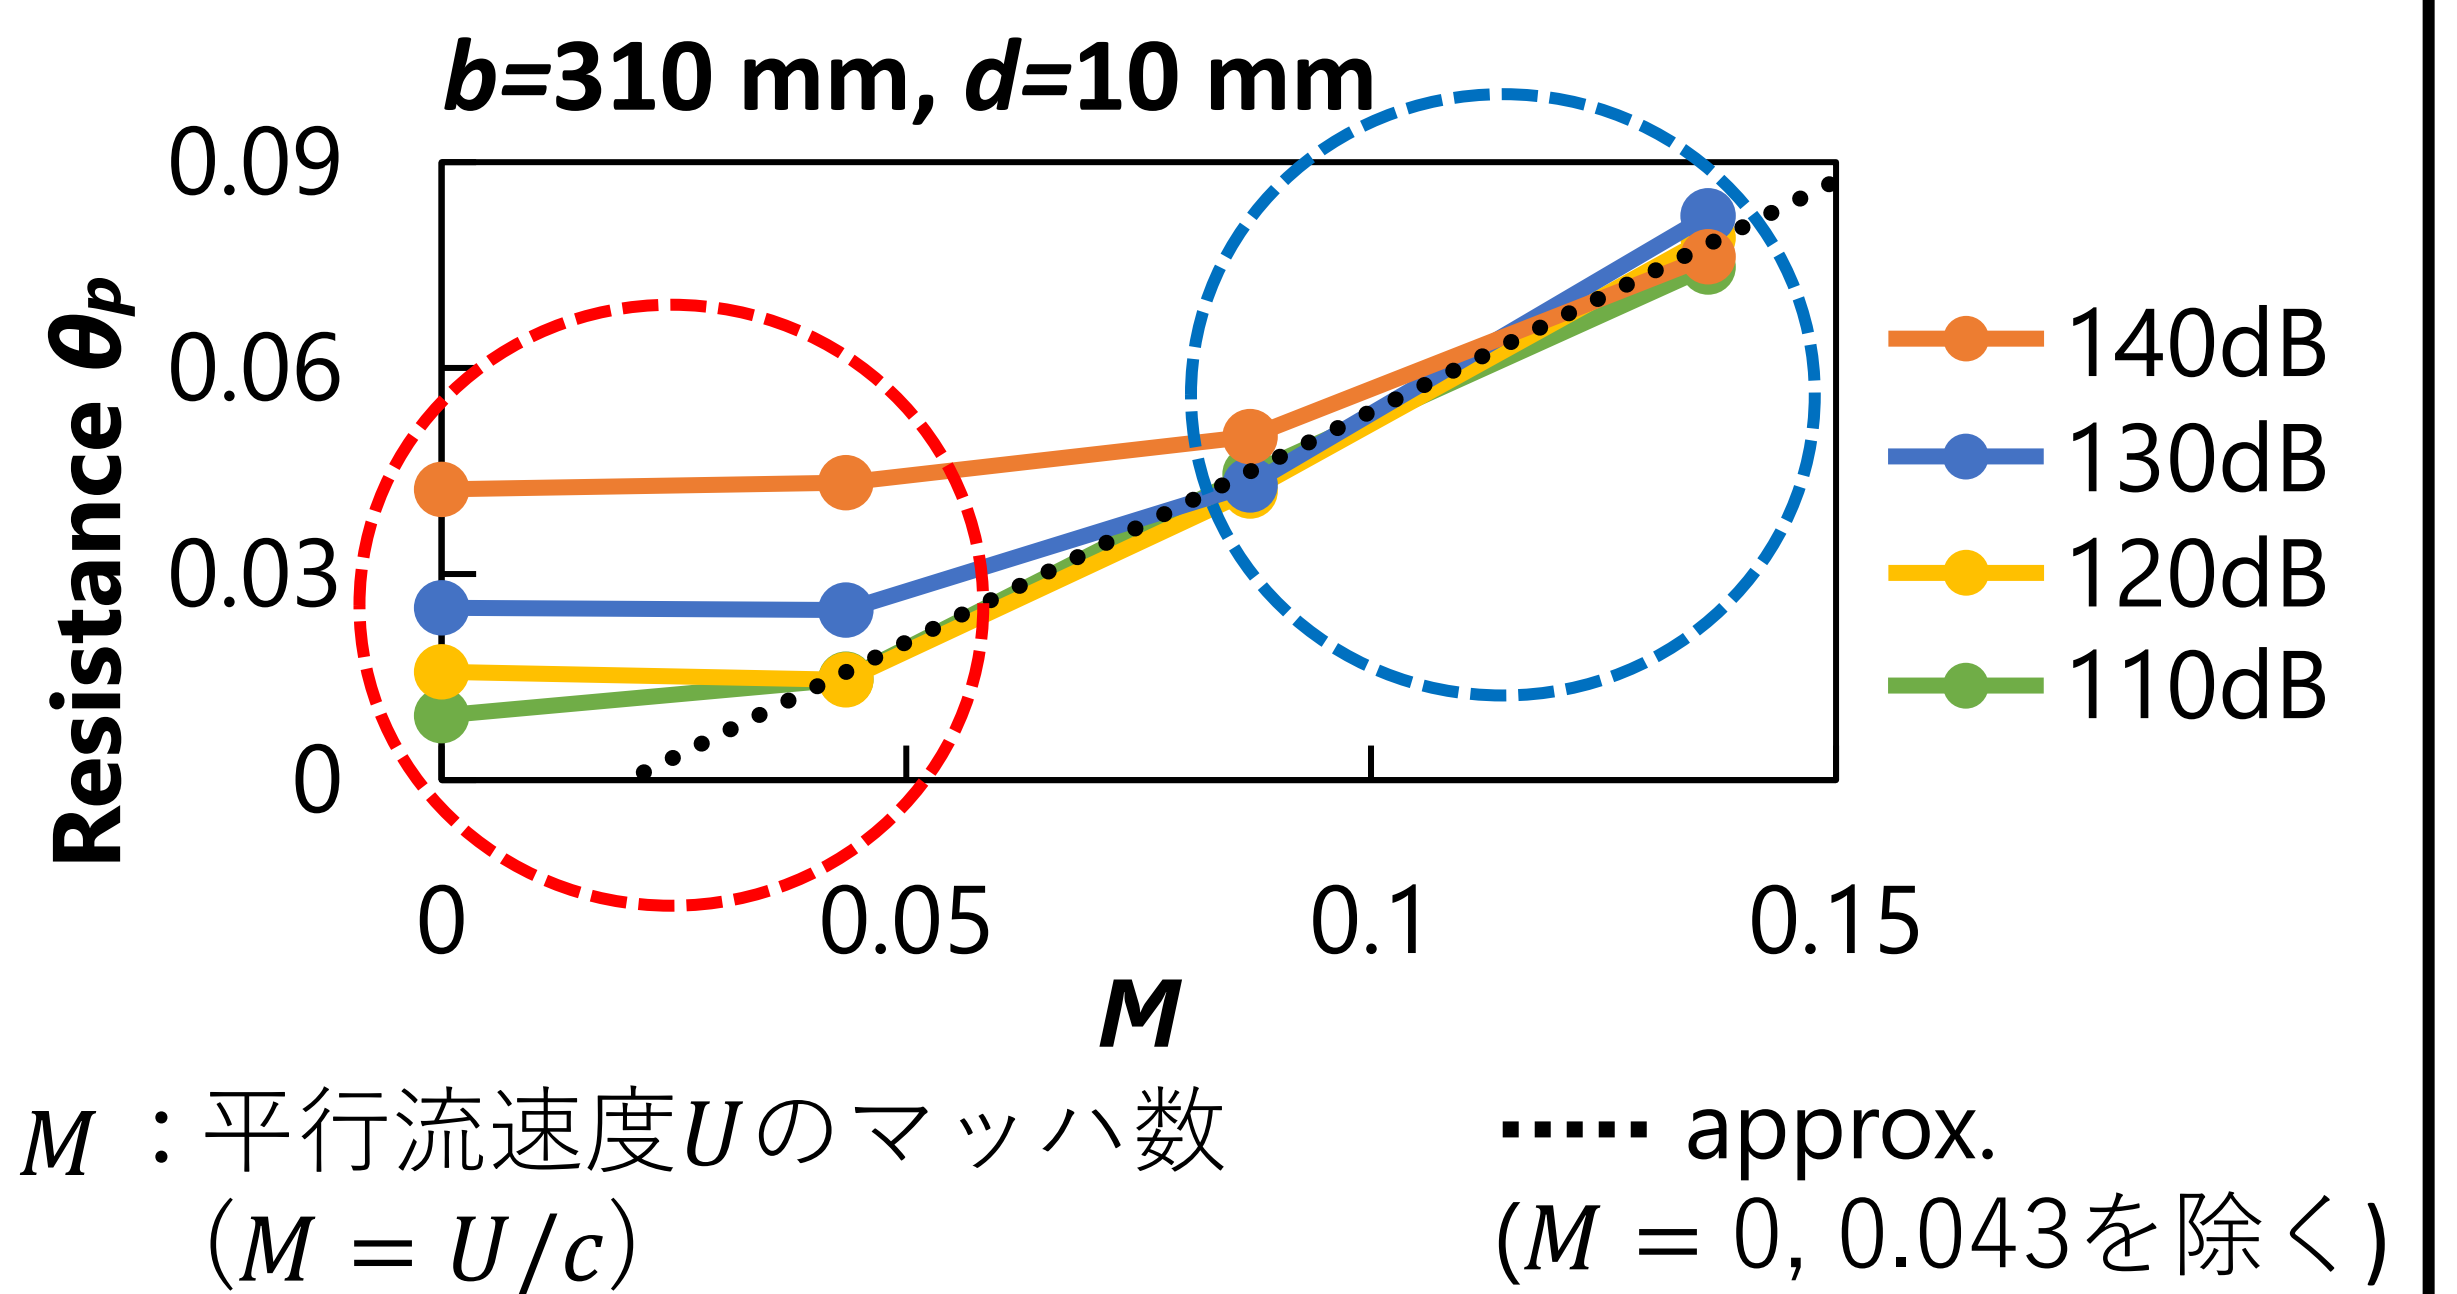 b=310 mm, d=10 mm
0.09
0.06
0.03
0
Resistance θp
0
0.05
0.1
0.15
M
140dB
130dB
120dB
110dB
M：平行流速度Uのマッハ数
（M = U/c）
approx.
(M = 0, 0.043を除く)